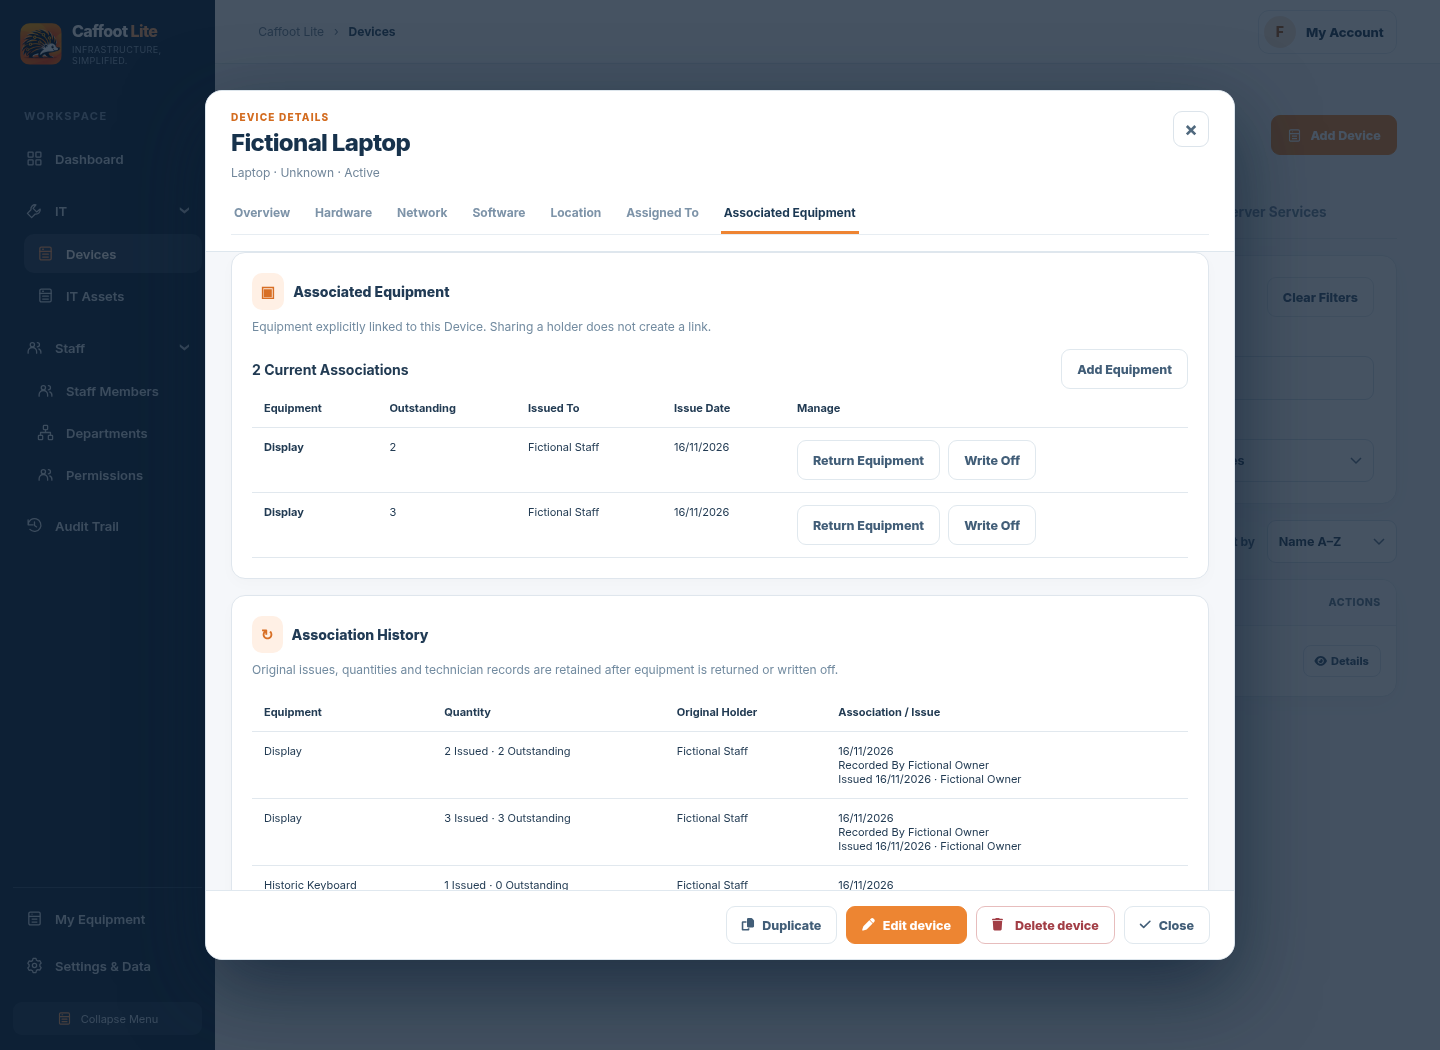 Caffoot Lite
INFRASTRUCTURE,
SIMPLIFIED.
Caffoot Lite › Devices
F My Account
WORKSPACE
Dashboard
IT
Devices
IT Assets
Staff
Staff Members
Departments
Permissions
Audit Trail
My Equipment
Settings & Data
Collapse Menu
Add Device
Services
Clear Filters
by Name A–Z
ACTIONS
Details
DEVICE DETAILS
Fictional Laptop
Laptop · Unknown · Active
Overview Hardware Network Software Location Assigned To Associated Equipment
Associated Equipment
Equipment explicitly linked to this Device. Sharing a holder does not create a link.
2 Current Associations Add Equipment
Equipment Outstanding Issued To Issue Date Manage
Display 2 Fictional Staff 16/11/2026 Return Equipment Write Off
Display 3 Fictional Staff 16/11/2026 Return Equipment Write Off
Association History
Original issues, quantities and technician records are retained after equipment is returned or written off.
Equipment Quantity Original Holder Association / Issue
Display 2 Issued · 2 Outstanding Fictional Staff 16/11/2026
Recorded By Fictional Owner
Issued 16/11/2026 · Fictional Owner
Display 3 Issued · 3 Outstanding Fictional Staff 16/11/2026
Recorded By Fictional Owner
Issued 16/11/2026 · Fictional Owner
Historic Keyboard 1 Issued · 0 Outstanding Fictional Staff 16/11/2026
Duplicate Edit device Delete device Close